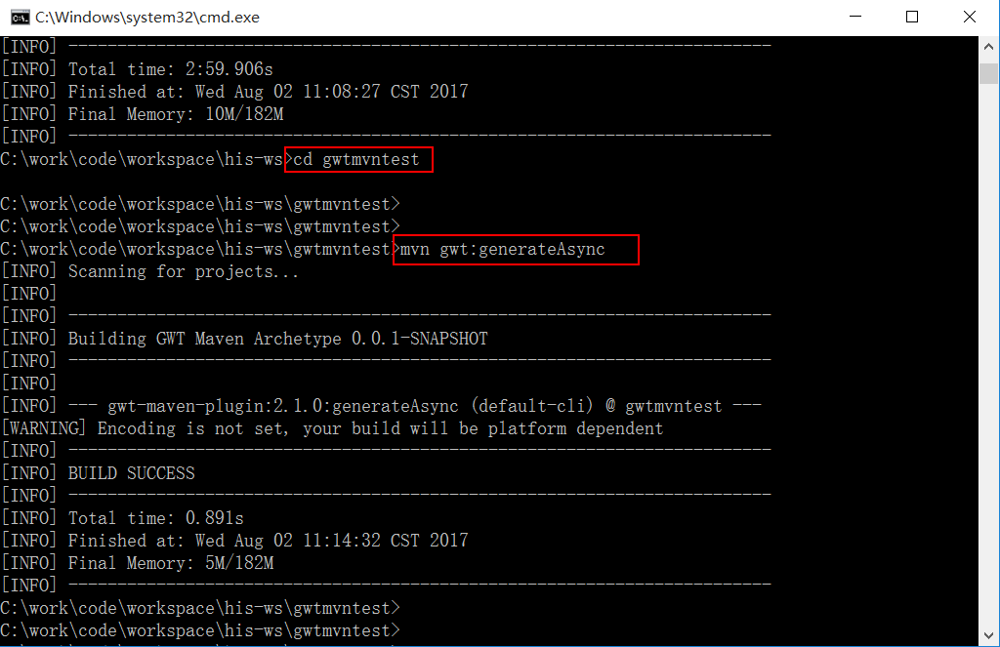 C:\Windows\system32\cmd.exe
[INFO] ------------------------------------------------------------------------
[INFO] Total time: 2:59.906s
[INFO] Finished at: Wed Aug 02 11:08:27 CST 2017
[INFO] Final Memory: 10M/182M
[INFO] ------------------------------------------------------------------------
C:\work\code\workspace\his-ws>cd gwtmvntest
C:\work\code\workspace\his-ws\gwtmvntest>
C:\work\code\workspace\his-ws\gwtmvntest>
C:\work\code\workspace\his-ws\gwtmvntest>mvn gwt:generateAsync
[INFO] Scanning for projects...
[INFO]
[INFO] ------------------------------------------------------------------------
[INFO] Building GWT Maven Archetype 0.0.1-SNAPSHOT
[INFO] ------------------------------------------------------------------------
[INFO]
[INFO] --- gwt-maven-plugin:2.1.0:generateAsync (default-cli) @ gwtmvntest ---
[WARNING] Encoding is not set, your build will be platform dependent
[INFO] ------------------------------------------------------------------------
[INFO] BUILD SUCCESS
[INFO] ------------------------------------------------------------------------
[INFO] Total time: 0.891s
[INFO] Finished at: Wed Aug 02 11:14:32 CST 2017
[INFO] Final Memory: 5M/182M
[INFO] ------------------------------------------------------------------------
C:\work\code\workspace\his-ws\gwtmvntest>
C:\work\code\workspace\his-ws\gwtmvntest>